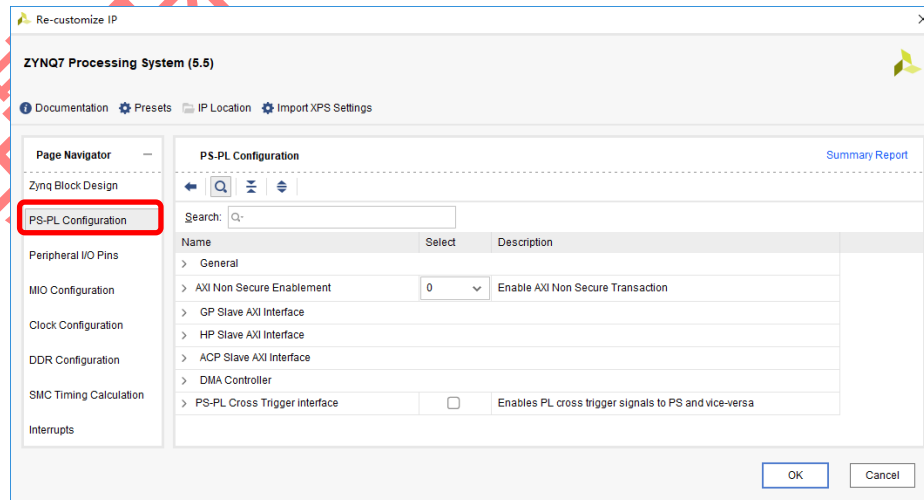 Re-customize IP
ZYNQ7 Processing System (5.5)
Documentation Presets IP Location Import XPS Settings
Page Navigator
Zynq Block Design
PS-PL Configuration
Peripheral I/O Pins
MIO Configuration
Clock Configuration
DDR Configuration
SMC Timing Calculation
Interrupts
PS-PL Configuration Summary Report
Search:
Name Select Description
General
AXI Non Secure Enablement 0 Enable AXI Non Secure Transaction
GP Slave AXI Interface
HP Slave AXI Interface
ACP Slave AXI Interface
DMA Controller
PS-PL Cross Trigger interface Enables PL cross trigger signals to PS and vice-versa
OK Cancel